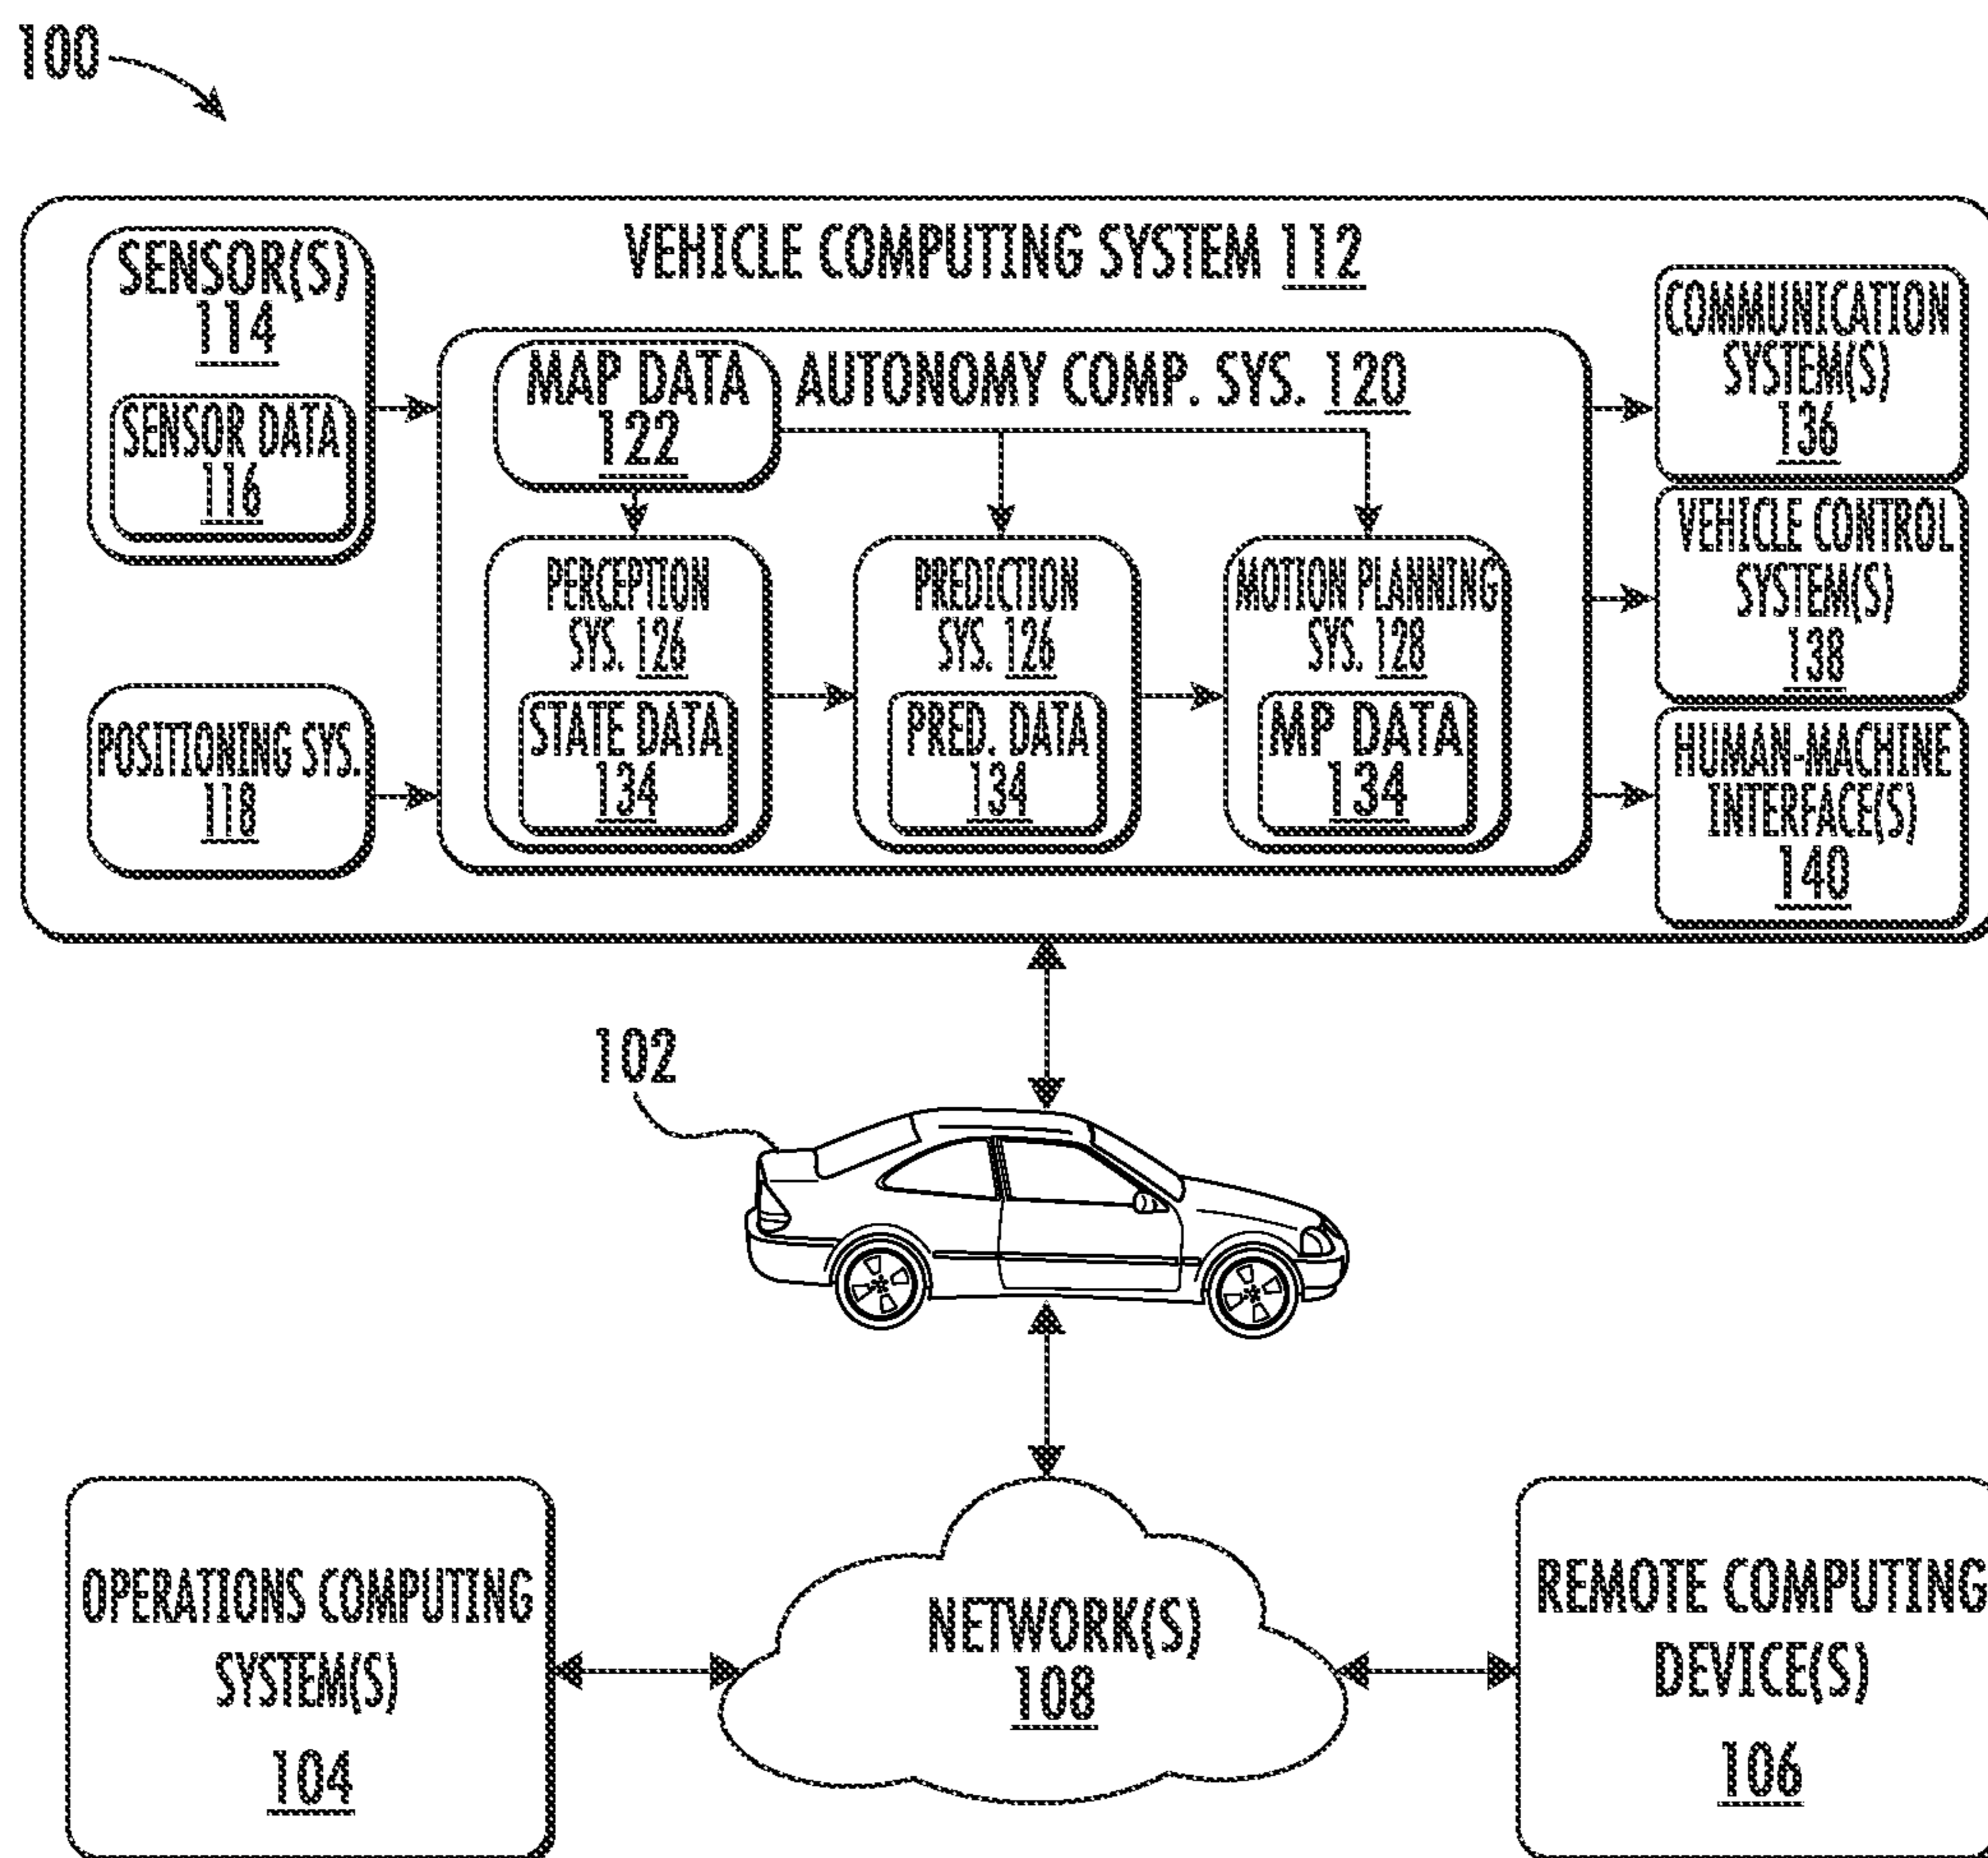 100
VEHICLE COMPUTING SYSTEM 112
SENSOR(S)
114
SENSOR DATA
116
POSITIONING SYS.
118
AUTONOMY COMP. SYS. 120
MAP DATA
122
PERCEPTION
SYS. 126
STATE DATA
134
PREDICTION
SYS. 126
PRED. DATA
134
MOTION PLANNING
SYS. 128
MP DATA
134
COMMUNICATION
SYSTEM(S)
136
VEHICLE CONTROL
SYSTEM(S)
138
HUMAN-MACHINE
INTERFACE(S)
140
102
OPERATIONS COMPUTING
SYSTEM(S)
104
NETWORK(S)
108
REMOTE COMPUTING
DEVICE(S)
106